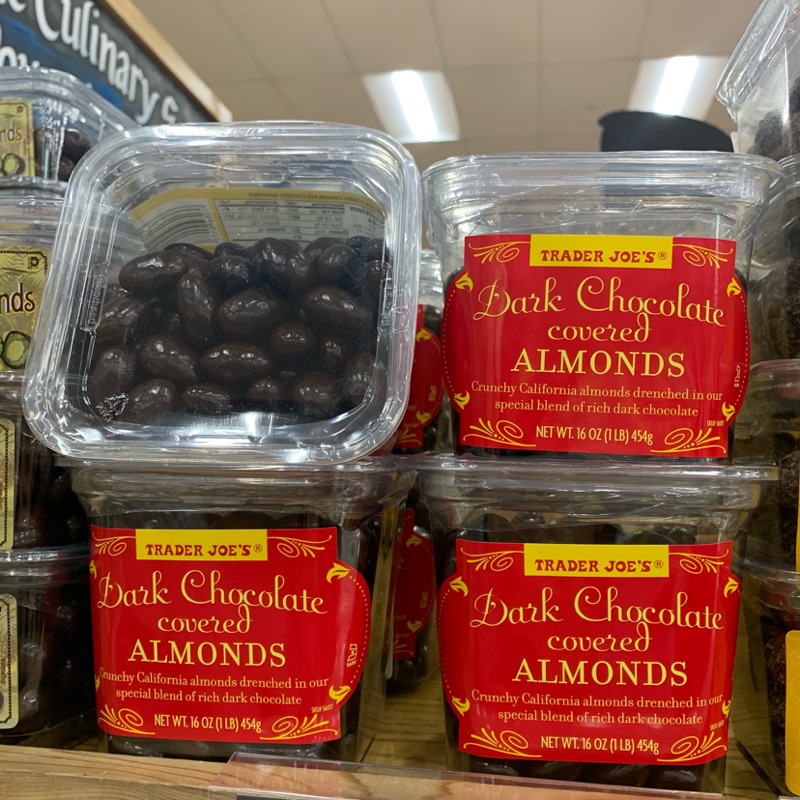 Culinary
nds
nds
TRADER JOE'S®
Dark Chocolate
covered
ALMONDS
Crunchy California almonds drenched in our
special blend of rich dark chocolate
NET WT. 16 OZ (1 LB) 454g
TRADER JOE'S®
Dark Chocolate
covered
ALMONDS
Crunchy California almonds drenched in our
special blend of rich dark chocolate
NET WT. 16 OZ (1 LB) 454g
TRADER JOE'S®
Dark Chocolate
covered
ALMONDS
Crunchy California almonds drenched in our
special blend of rich dark chocolate
NET WT. 16 OZ (1 LB) 454g